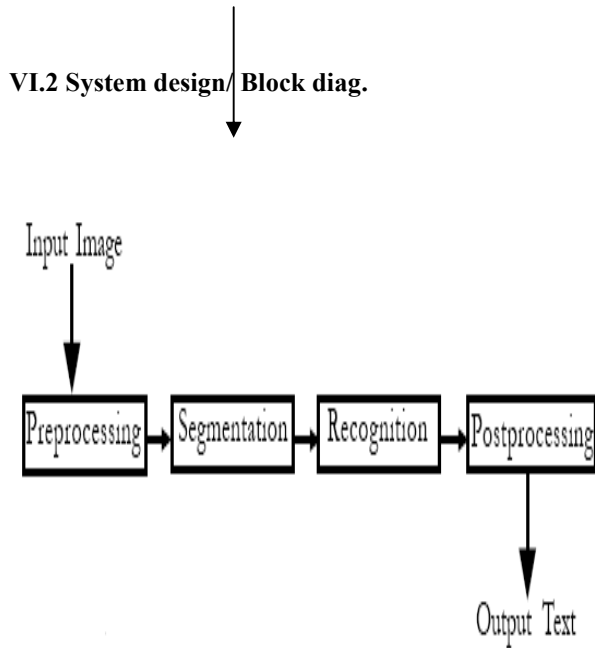 VI.2 System design/ Block diag.
Input Image
Preprocessing
Segmentation
Recognition
Postprocessing
Output Text